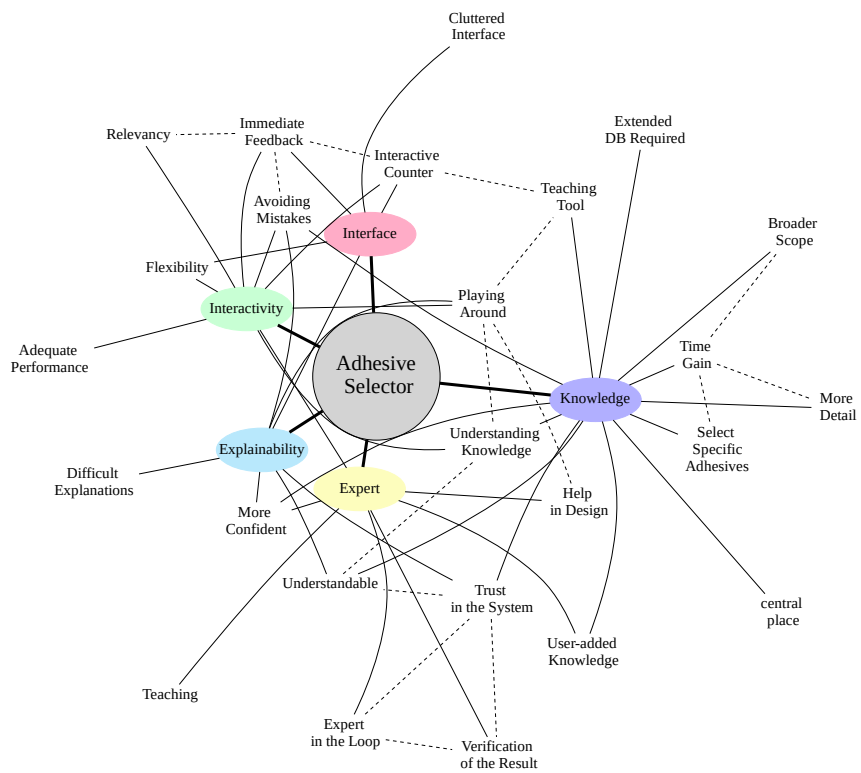 Cluttered
Interface
Relevancy
Immediate
Feedback
Extended
DB Required
Interactive
Counter
Teaching
Tool
Avoiding
Mistakes
Broader
Scope
Interface
Flexibility
Interactivity
Playing
Around
Adequate
Performance
Adhesive
Selector
Time
Gain
Knowledge
More
Detail
Understanding
Knowledge
Select
Specific
Adhesives
Explainability
Difficult
Explanations
Expert
Help
in Design
More
Confident
Understandable
Trust
in the System
central
place
User-added
Knowledge
Teaching
Expert
in the Loop
Verification
of the Result